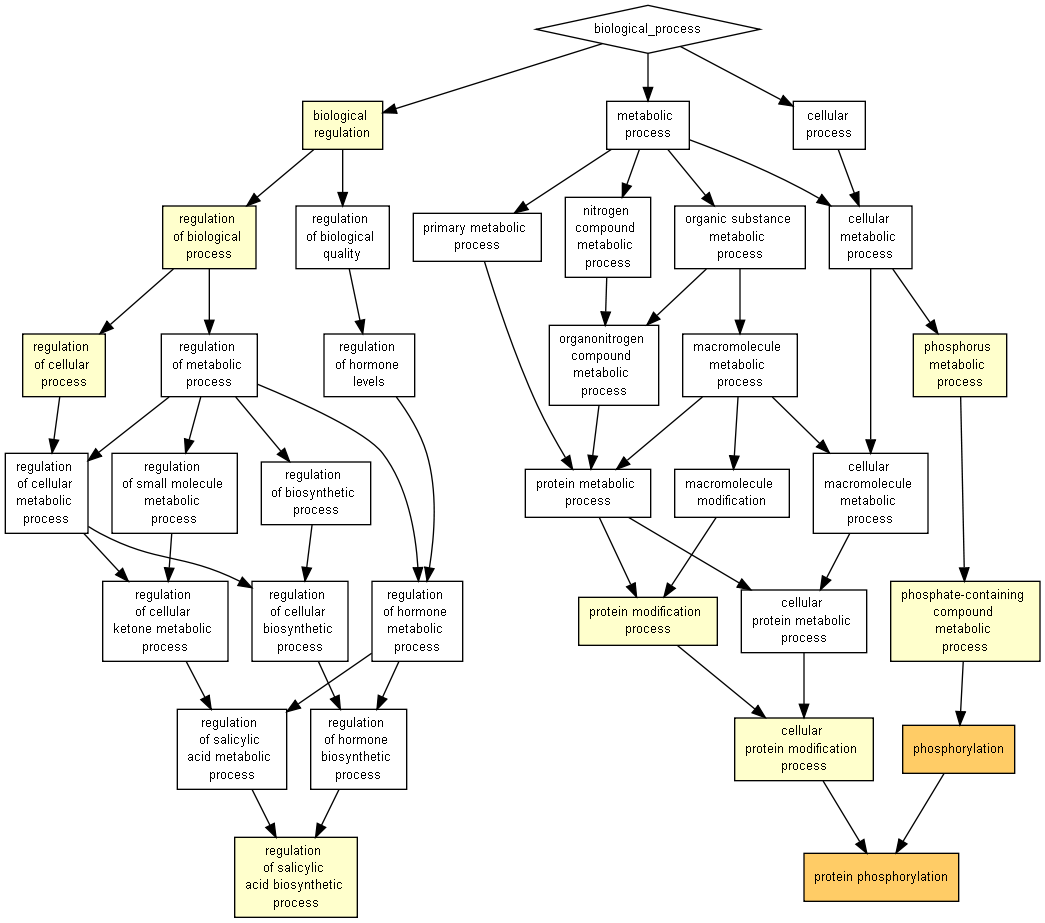 biological_process
biological
regulation
metabolic
process
cellular
process
regulation
of biological
process
regulation
of biological
quality
primary metabolic
process
nitrogen
compound
metabolic
process
organic substance
metabolic
process
cellular
metabolic
process
regulation
of cellular
process
regulation
of metabolic
process
regulation
of hormone
levels
organonitrogen
compound
metabolic
process
macromolecule
metabolic
process
phosphorus
metabolic
process
regulation
of cellular
metabolic
process
regulation
of small molecule
metabolic
process
regulation
of biosynthetic
process
protein metabolic
process
macromolecule
modification
cellular
macromolecule
metabolic
process
regulation
of cellular
ketone metabolic
process
regulation
of cellular
biosynthetic
process
regulation
of hormone
metabolic
process
protein modification
process
cellular
protein metabolic
process
phosphate-containing
compound
metabolic
process
regulation
of salicylic
acid metabolic
process
regulation
of hormone
biosynthetic
process
cellular
protein modification
process
phosphorylation
regulation
of salicylic
acid biosynthetic
process
protein phosphorylation